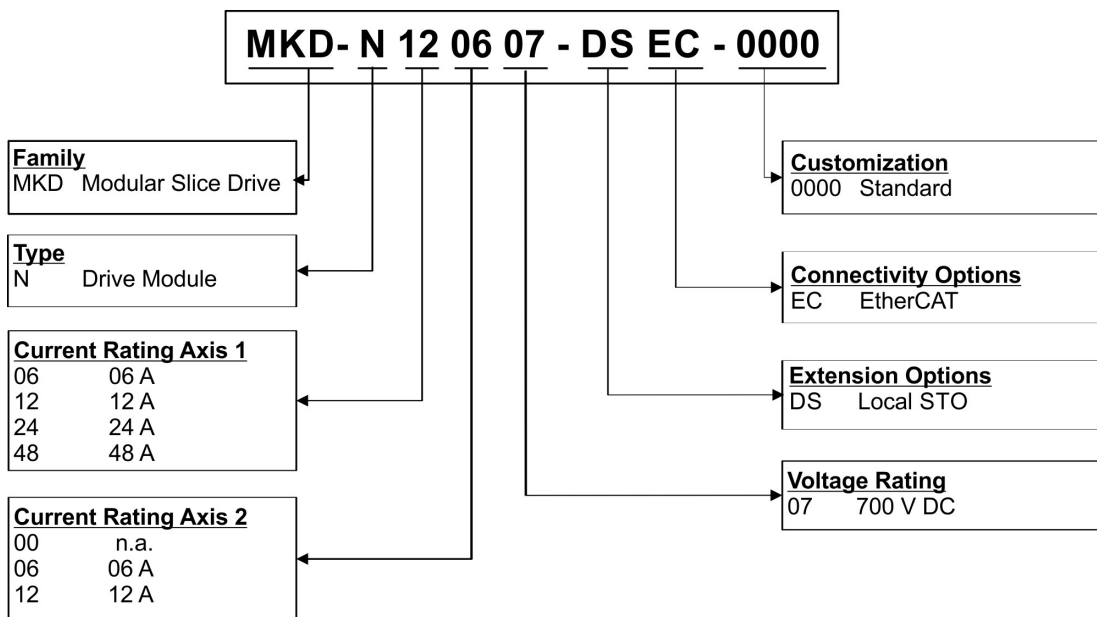 MKD- N 12 06 07 - DS EC - 0000
Family
MKD Modular Slice Drive
Type
N Drive Module
Current Rating Axis 1
06 06 A
12 12 A
24 24 A
48 48 A
Current Rating Axis 2
00 n.a.
06 06 A
12 12 A
Customization
0000 Standard
Connectivity Options
EC EtherCAT
Extension Options
DS Local STO
Voltage Rating
07 700 V DC